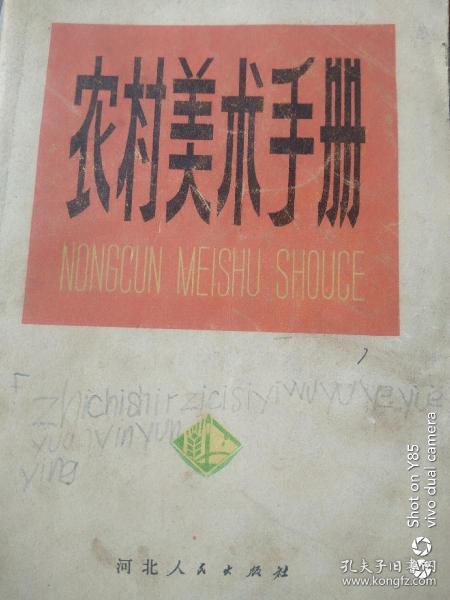 农村美术手册
NONGCUN MEISHU SHOUCE
zhichishirzicisiyiwuyuyeyue
yuanyinyun
ying
河北人民出版社
SHOT ON Y85
vivo dual camera
孔夫子旧书网
www.kongfz.com